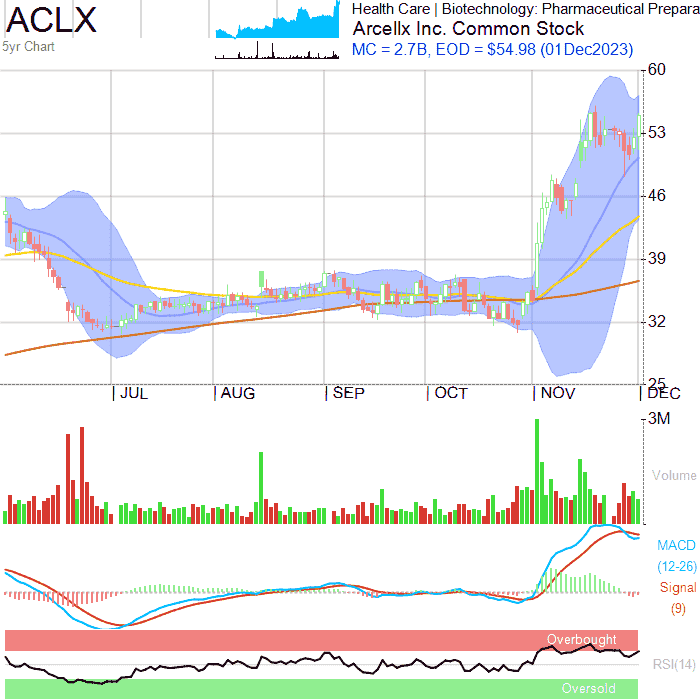 ACLX
5yr Chart
Health Care | Biotechnology: Pharmaceutical Prepara
Arcellx Inc. Common Stock
MC = 2.7B, EOD = $54.98 (01Dec2023)
60
53
46
39
32
25
JUL
AUG
SEP
OCT
NOV
DEC
3M
Volume
MACD
(12-26)
Signal
(9)
Overbought
RSI(14)
Oversold